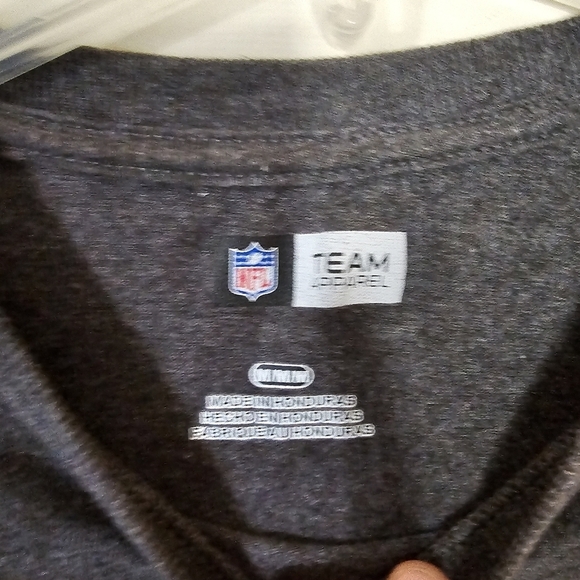 NFL
TEAM
APPAREL
M/M/M
MADE IN HONDURAS
HECHO EN HONDURAS
FABRIQUE AU HONDURAS